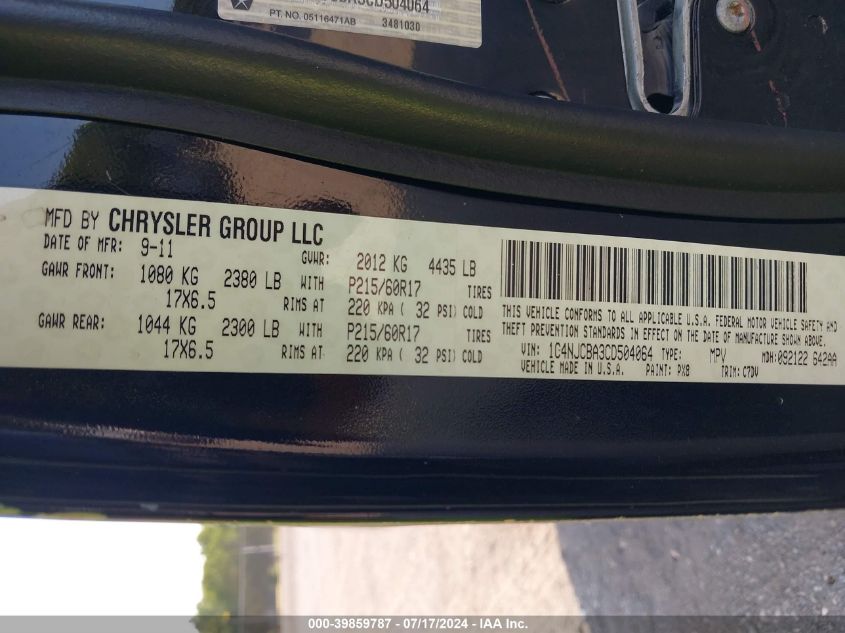 CD504064
PT. NO. 05116471AB 3481030
MFD BY CHRYSLER GROUP LLC
DATE OF MFR: 9-11 GVWR: 2012 KG 4435 LB
GAWR FRONT: 1080 KG 2380 LB WITH P215/60R17 TIRES
17X6.5 RIMS AT 220 KPA ( 32 PSI) COLD
GAWR REAR: 1044 KG 2300 LB WITH P215/60R17 TIRES
17X6.5 RIMS AT 220 KPA ( 32 PSI) COLD
THIS VEHICLE CONFORMS TO ALL APPLICABLE U.S.A. FEDERAL MOTOR VEHICLE SAFETY AND
THEFT PREVENTION STANDARDS IN EFFECT ON THE DATE OF MANUFACTURE SHOWN ABOVE.
VIN: 1C4NJCBA3CD504064 TYPE: MPV MDH: 092122 642AA
VEHICLE MADE IN U.S.A. PAINT: PX8 TRIM: C7DV
000-39859787 - 07/17/2024 - IAA Inc.